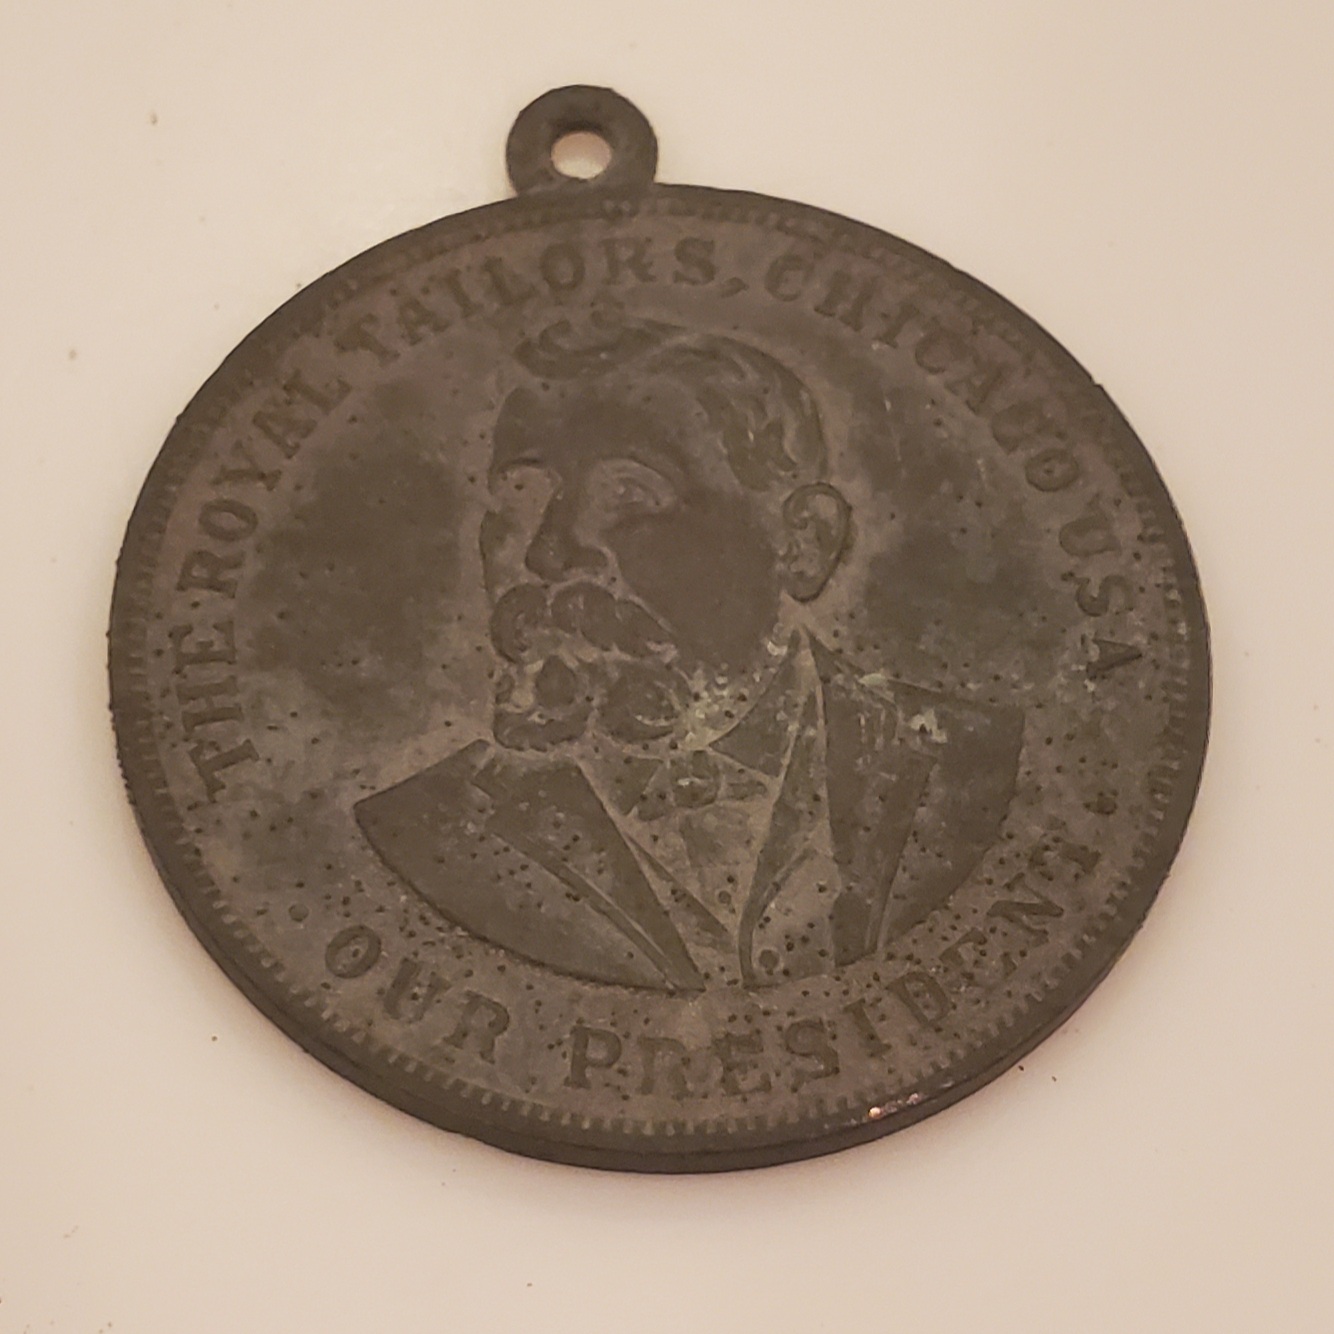 THE ROYAL TAILORS, CHICAGO USA
OUR PRESIDENT